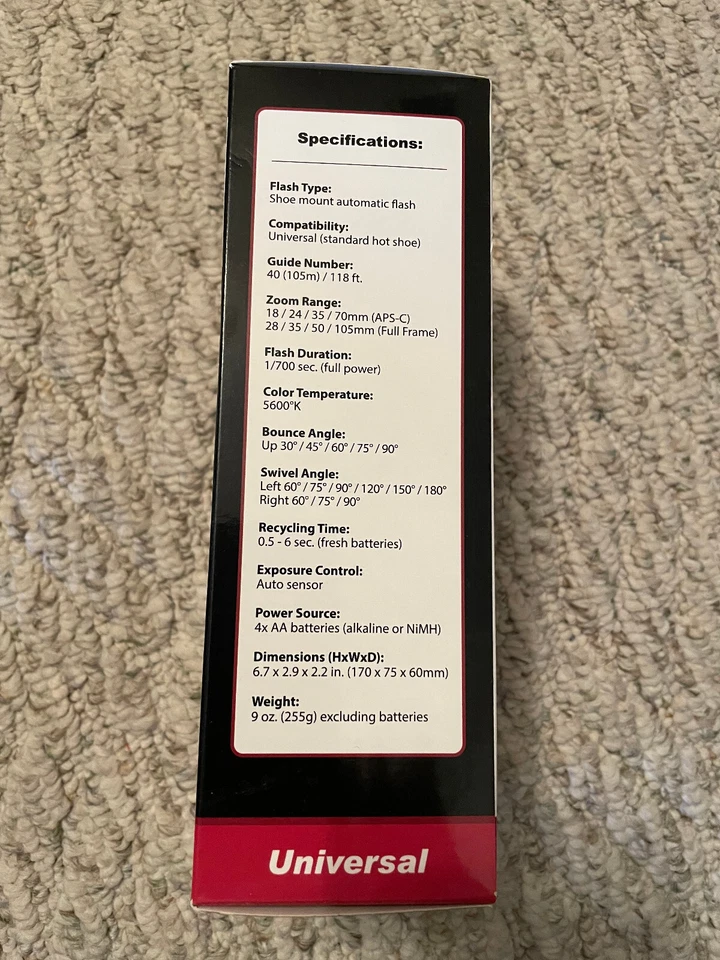 Specifications:
Flash Type:
Shoe mount automatic flash
Compatibility:
Universal (standard hot shoe)
Guide Number:
40 (105m) / 118 ft.
Zoom Range:
18 / 24 / 35 / 70mm (APS-C)
28 / 35 / 50 / 105mm (Full Frame)
Flash Duration:
1/700 sec. (full power)
Color Temperature:
5600°K
Bounce Angle:
Up 30° / 45° / 60° / 75° / 90°
Swivel Angle:
Left 60° / 75° / 90° / 120° / 150° / 180°
Right 60° / 75° / 90°
Recycling Time:
0.5 - 6 sec. (fresh batteries)
Exposure Control:
Auto sensor
Power Source:
4x AA batteries (alkaline or NiMH)
Dimensions (HxWxD):
6.7 x 2.9 x 2.2 in. (170 x 75 x 60mm)
Weight:
9 oz. (255g) excluding batteries
Universal